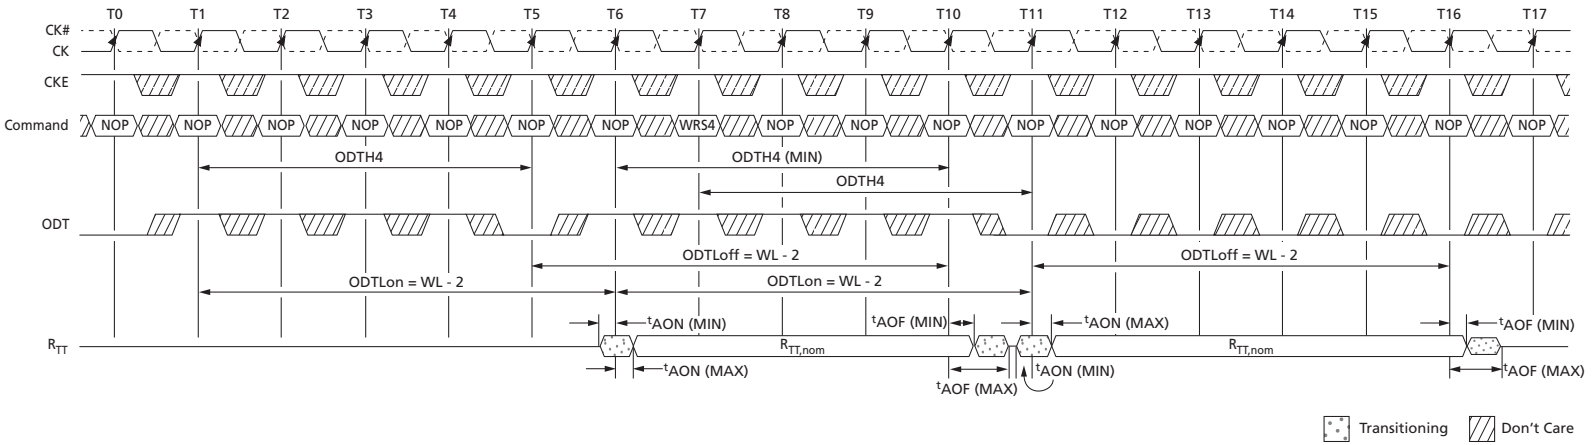 T0 T1 T2 T3 T4 T5 T6 T7 T8 T9 T10 T11 T12 T13 T14 T15 T16 T17
CK#
CK
CKE
Command NOP NOP NOP NOP NOP NOP NOP WRS4 NOP NOP NOP NOP NOP NOP NOP NOP NOP NOP
ODTH4 ODTH4 (MIN)
ODTH4
ODT
ODTLoff = WL - 2 ODTLoff = WL - 2
ODTLon = WL - 2 ODTLon = WL - 2
tAON (MIN) tAOF (MIN) tAON (MAX) tAOF (MIN)
RTT RTT,nom RTT,nom
tAON (MAX) tAON (MIN) tAOF (MAX)
tAOF (MAX)
Transitioning Don't Care